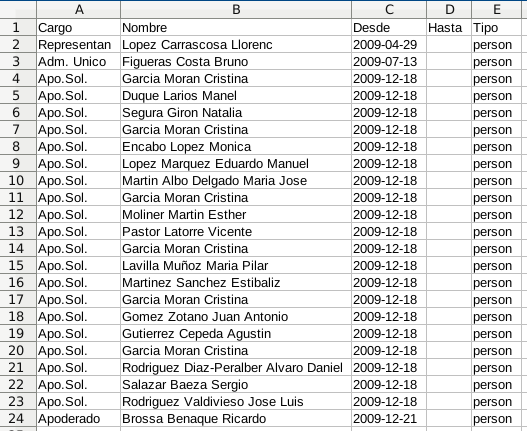 A B C D E
1 Cargo Nombre Desde Hasta Tipo
2 Representan Lopez Carrascosa Llorenc 2009-04-29 person
3 Adm. Unico Figueras Costa Bruno 2009-07-13 person
4 Apo.Sol. Garcia Moran Cristina 2009-12-18 person
5 Apo.Sol. Duque Larios Manel 2009-12-18 person
6 Apo.Sol. Segura Giron Natalia 2009-12-18 person
7 Apo.Sol. Garcia Moran Cristina 2009-12-18 person
8 Apo.Sol. Encabo Lopez Monica 2009-12-18 person
9 Apo.Sol. Lopez Marquez Eduardo Manuel 2009-12-18 person
10 Apo.Sol. Martin Albo Delgado Maria Jose 2009-12-18 person
11 Apo.Sol. Garcia Moran Cristina 2009-12-18 person
12 Apo.Sol. Moliner Martin Esther 2009-12-18 person
13 Apo.Sol. Pastor Latorre Vicente 2009-12-18 person
14 Apo.Sol. Garcia Moran Cristina 2009-12-18 person
15 Apo.Sol. Lavilla Muñoz Maria Pilar 2009-12-18 person
16 Apo.Sol. Martinez Sanchez Estibaliz 2009-12-18 person
17 Apo.Sol. Garcia Moran Cristina 2009-12-18 person
18 Apo.Sol. Gomez Zotano Juan Antonio 2009-12-18 person
19 Apo.Sol. Gutierrez Cepeda Agustin 2009-12-18 person
20 Apo.Sol. Garcia Moran Cristina 2009-12-18 person
21 Apo.Sol. Rodriguez Diaz-Peralber Alvaro Daniel 2009-12-18 person
22 Apo.Sol. Salazar Baeza Sergio 2009-12-18 person
23 Apo.Sol. Rodriguez Valdivieso Jose Luis 2009-12-18 person
24 Apoderado Brossa Benaque Ricardo 2009-12-21 person